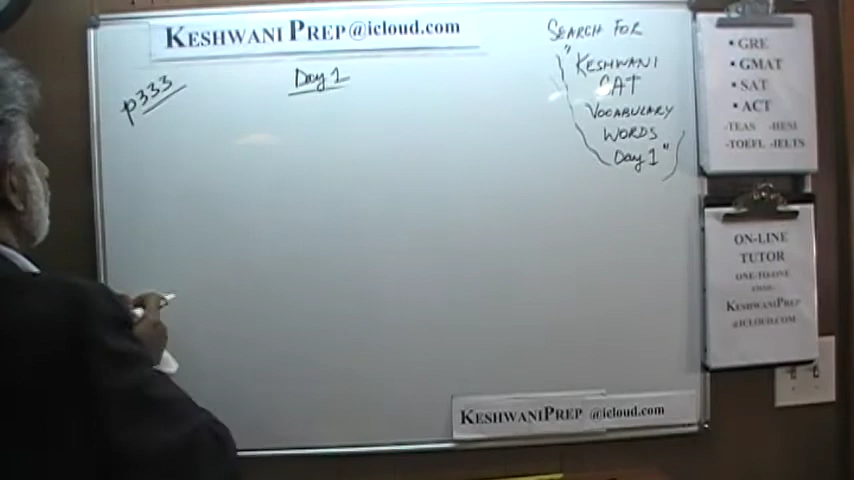 KESHWANI PREP@icloud.com
p333
Day 1
SEARCH FOR
"KESHWANI
CAT
VOCABULARY
WORDS
Day 1"
• GRE
• GMAT
• SAT
• ACT
-TEAS -HESI
-TOEFL -IELTS
ON-LINE
TUTOR
ONE-TO-ONE
KESHWANIPREP
@ICLOUD.COM
KESHWANIPREP @icloud.com